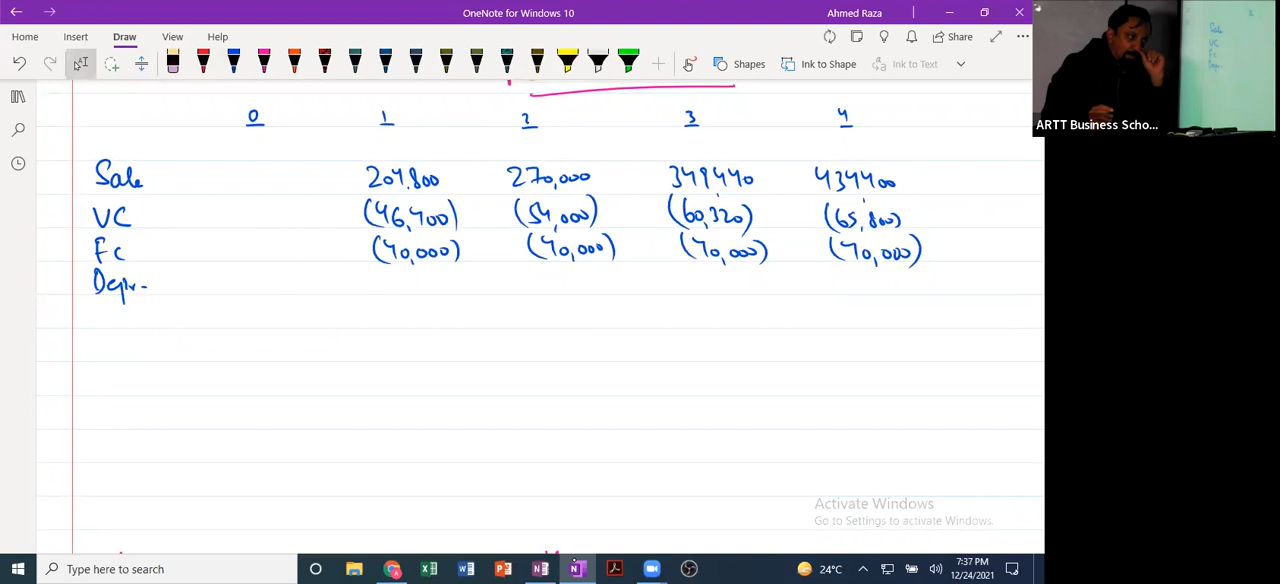 OneNote for Windows 10
Ahmed Raza
Home Insert Draw View Help
Share
Shapes Ink to Shape Ink to Text
ARTT Business Scho...
0 1 2 3 4
Sale 204,800 270,000 349,440 434,400
VC (46,400) (54,000) (60,320) (65,800)
FC (40,000) (40,000) (40,000) (40,000)
Depr.
Activate Windows
Go to Settings to activate Windows.
Type here to search
24°C
7:37 PM
12/24/2021